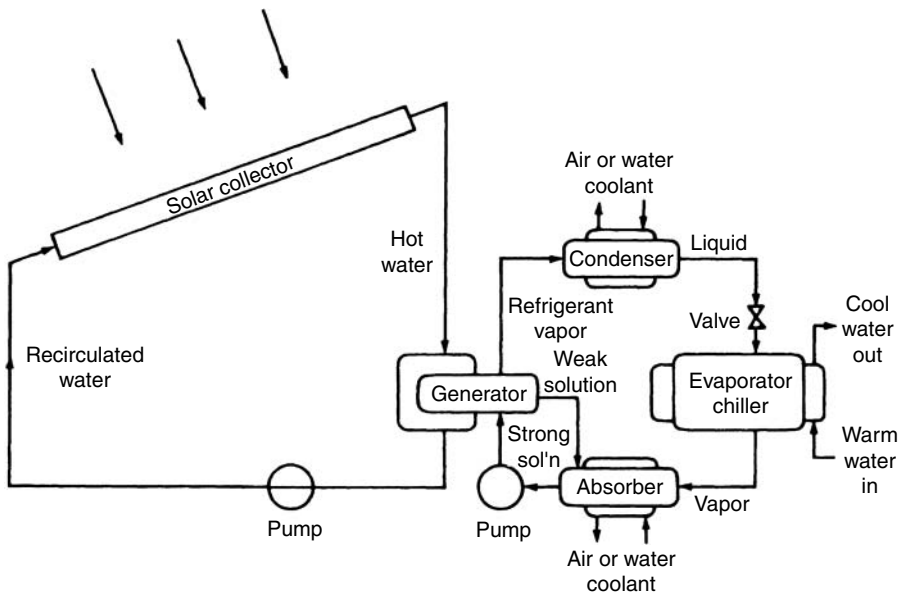 Solar collector
Air or water
coolant
Hot
water
Condenser
Liquid
Refrigerant
vapor
Valve
Cool
water
out
Recirculated
water
Weak
solution
Generator
Evaporator
chiller
Strong
sol'n
Warm
water
in
Absorber
Vapor
Pump
Pump
Air or water
coolant